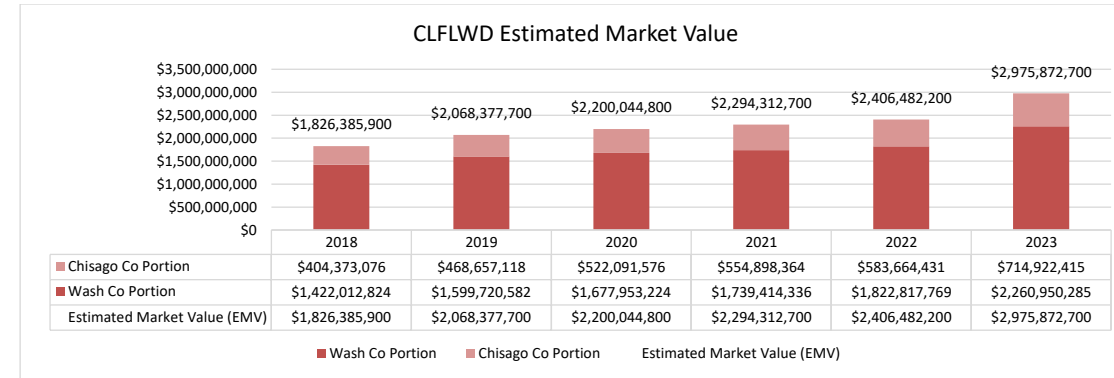 CLFLWD Estimated Market Value
$3,500,000,000
$3,000,000,000
$2,500,000,000
$2,000,000,000
$1,500,000,000
$1,000,000,000
$500,000,000
$0
$1,826,385,900
$2,068,377,700
$2,200,044,800
$2,294,312,700
$2,406,482,200
$2,975,872,700
2018 2019 2020 2021 2022 2023
Chisago Co Portion $404,373,076 $468,657,118 $522,091,576 $554,898,364 $583,664,431 $714,922,415
Wash Co Portion $1,422,012,824 $1,599,720,582 $1,677,953,224 $1,739,414,336 $1,822,817,769 $2,260,950,285
Estimated Market Value (EMV) $1,826,385,900 $2,068,377,700 $2,200,044,800 $2,294,312,700 $2,406,482,200 $2,975,872,700
Wash Co Portion Chisago Co Portion Estimated Market Value (EMV)